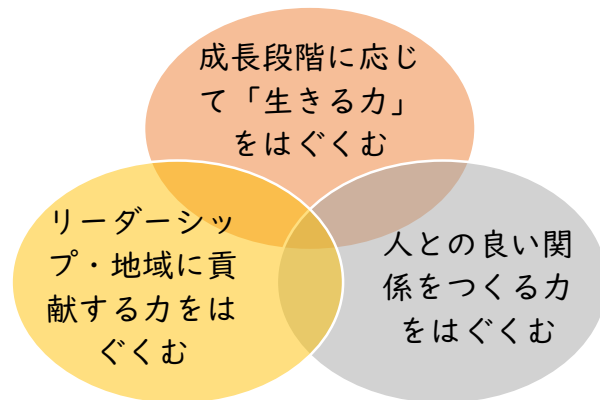 成長段階に応じ
て「生きる力」
をはぐくむ
リーダーシッ
プ・地域に貢
献する力をは
ぐくむ
人との良い関
係をつくる力
をはぐくむ